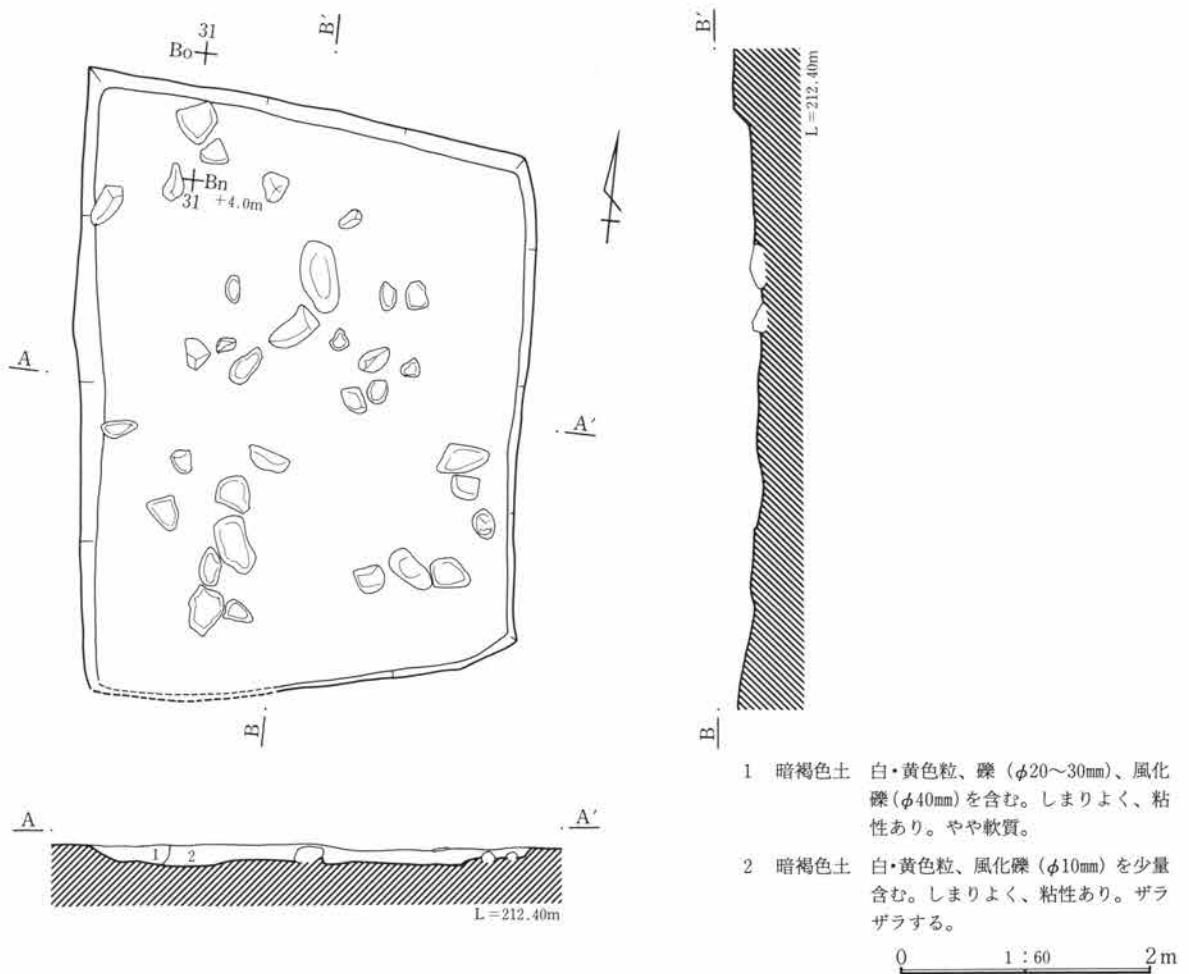 31
Bo
B′
B′
L=212.40m
Bn
31 +4.0m
A
A′
B
B
1 暗褐色土 白・黄色粒、礫（φ20～30㎜）、風化
礫（φ40㎜）を含む。しまりよく、粘
性あり。やや軟質。
2 暗褐色土 白・黄色粒、風化礫（φ10㎜）を少量
含む。しまりよく、粘性あり。ザラ
ザラする。
A
A′
1 2
L=212.40m
0 1：60 2m